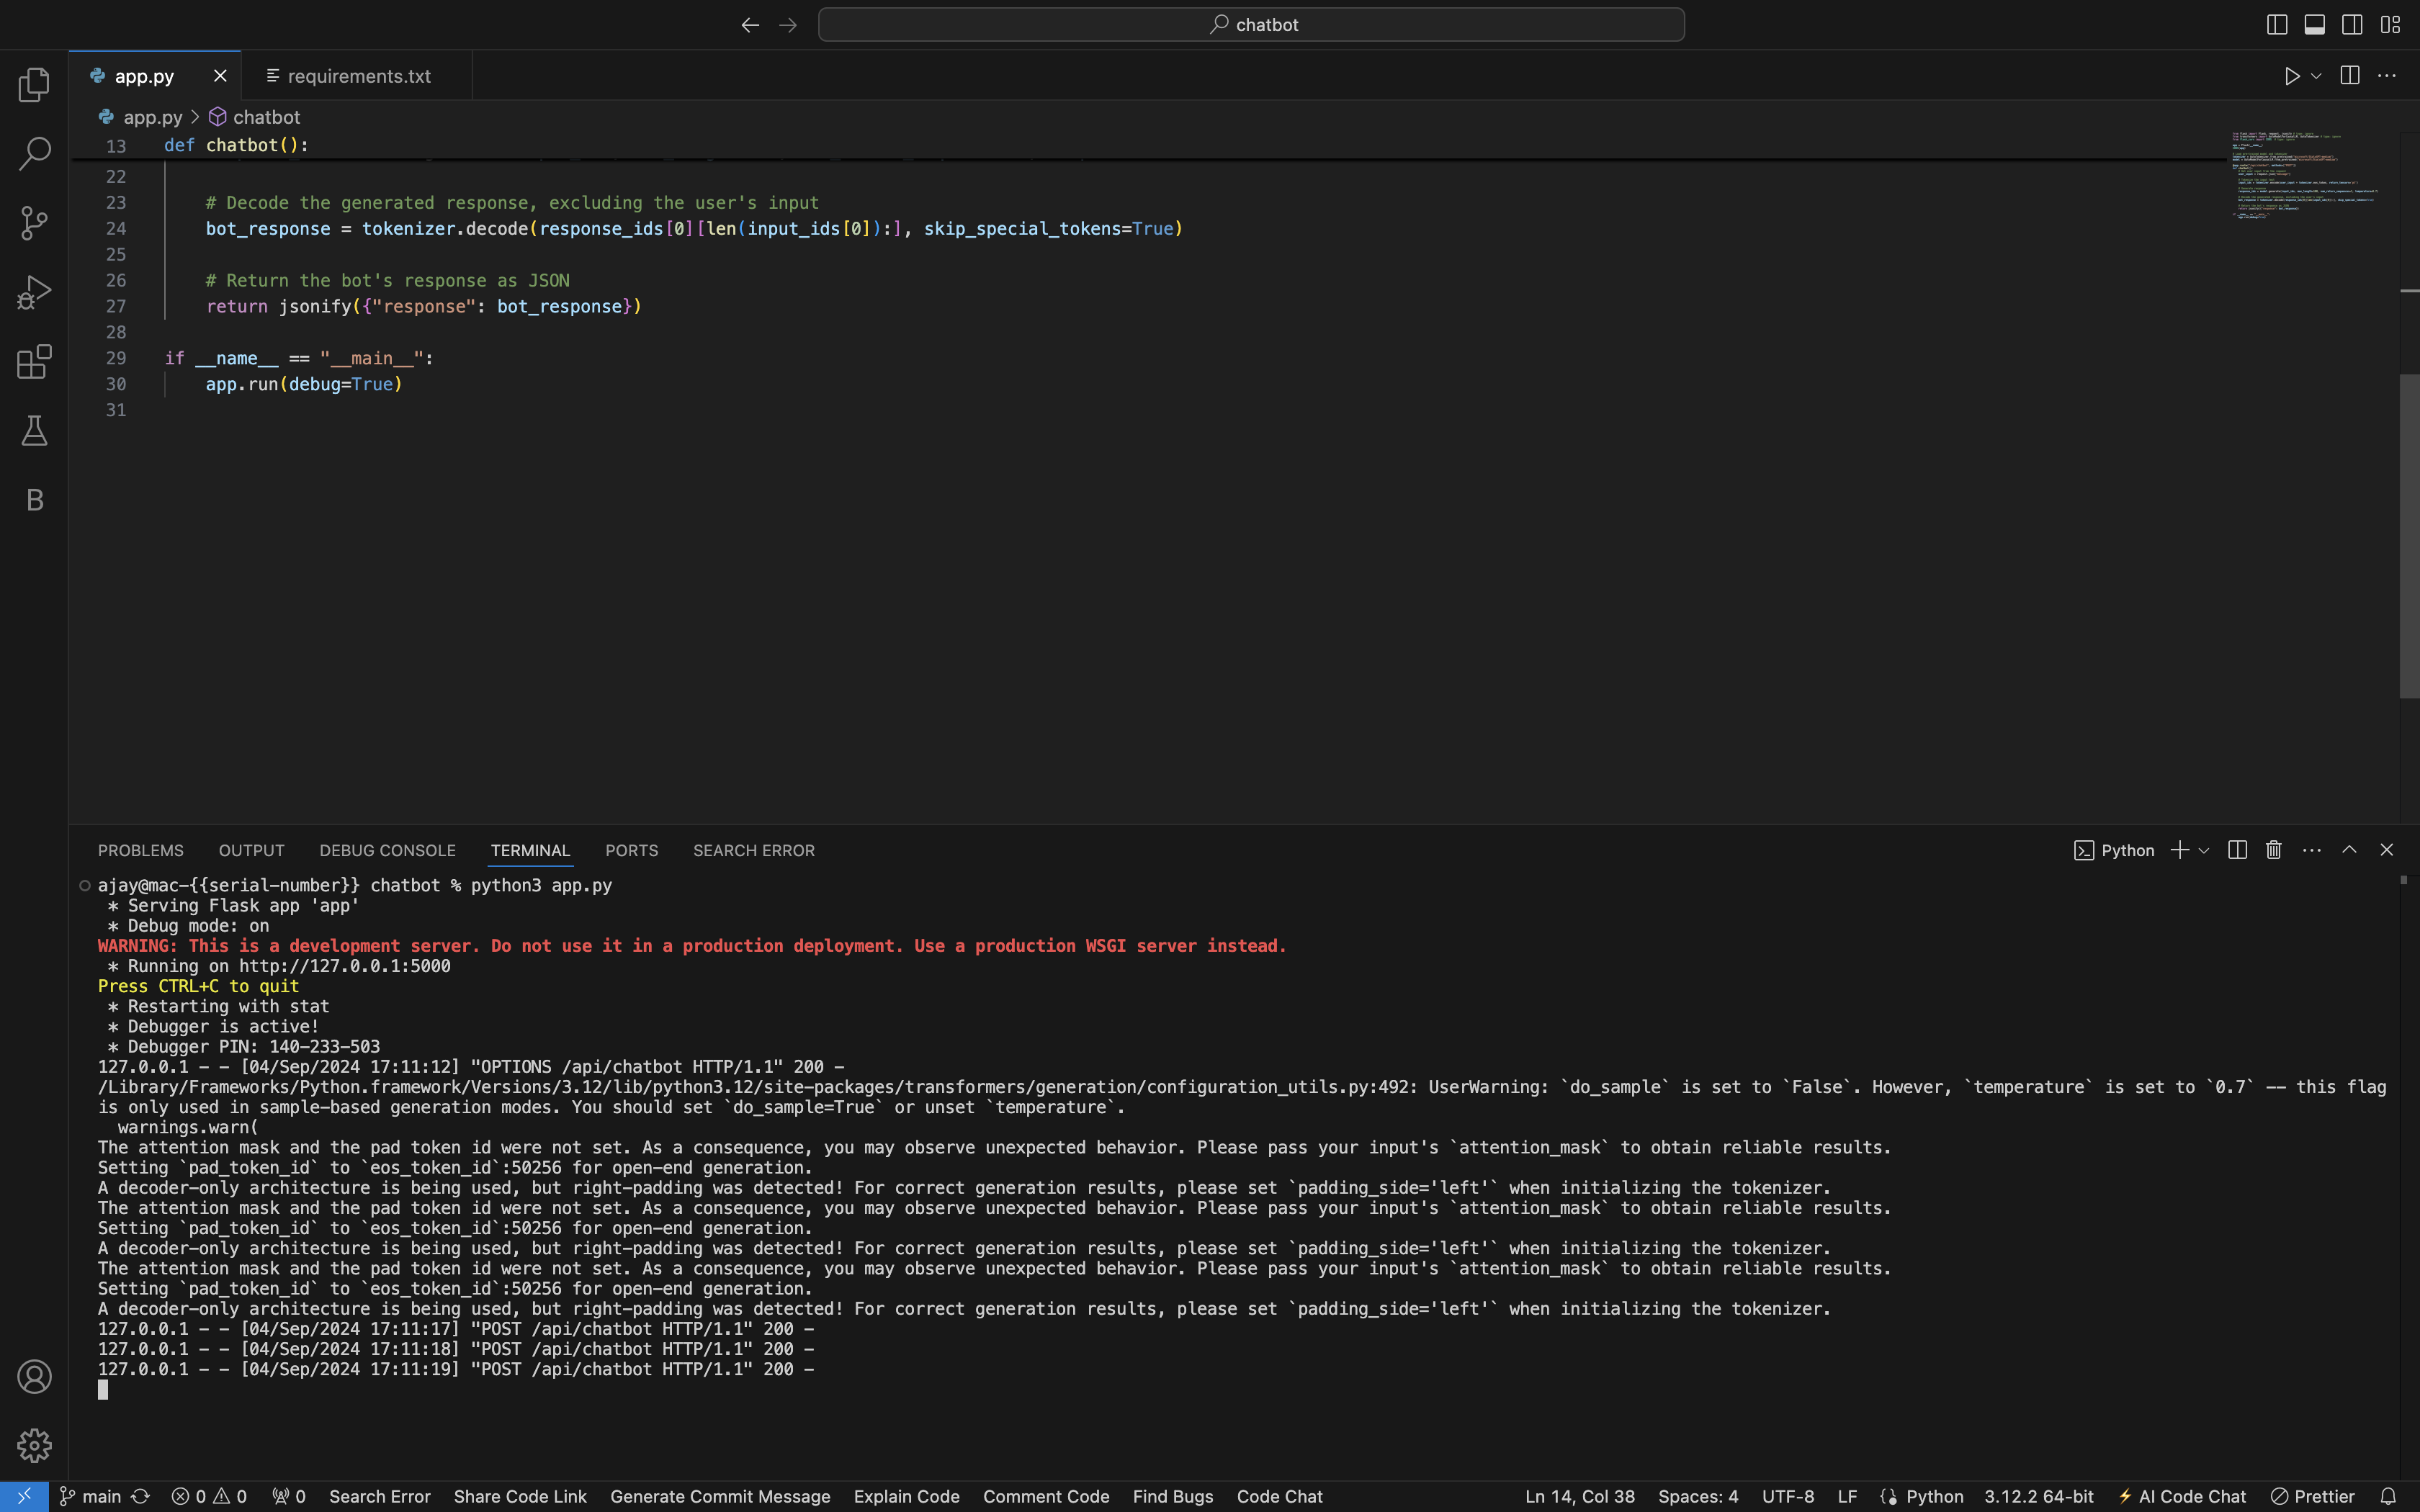 chatbot
app.py
requirements.txt
app.py > chatbot
13 def chatbot():
22
23 # Decode the generated response, excluding the user's input
24 bot_response = tokenizer.decode(response_ids[0][len(input_ids[0]):], skip_special_tokens=True)
25
26 # Return the bot's response as JSON
27 return jsonify({"response": bot_response})
28
29 if __name__ == "__main__":
30 app.run(debug=True)
31
B
PROBLEMS OUTPUT DEBUG CONSOLE TERMINAL PORTS SEARCH ERROR
Python
ajay@mac-{{serial-number}} chatbot % python3 app.py
* Serving Flask app 'app'
* Debug mode: on
WARNING: This is a development server. Do not use it in a production deployment. Use a production WSGI server instead.
* Running on http://127.0.0.1:5000
Press CTRL+C to quit
* Restarting with stat
* Debugger is active!
* Debugger PIN: 140-233-503
127.0.0.1 - - [04/Sep/2024 17:11:12] "OPTIONS /api/chatbot HTTP/1.1" 200 -
/Library/Frameworks/Python.framework/Versions/3.12/lib/python3.12/site-packages/transformers/generation/configuration_utils.py:492: UserWarning: `do_sample` is set to `False`. However, `temperature` is set to `0.7` -- this flag
is only used in sample-based generation modes. You should set `do_sample=True` or unset `temperature`.
warnings.warn(
The attention mask and the pad token id were not set. As a consequence, you may observe unexpected behavior. Please pass your input's `attention_mask` to obtain reliable results.
Setting `pad_token_id` to `eos_token_id`:50256 for open-end generation.
A decoder-only architecture is being used, but right-padding was detected! For correct generation results, please set `padding_side='left'` when initializing the tokenizer.
The attention mask and the pad token id were not set. As a consequence, you may observe unexpected behavior. Please pass your input's `attention_mask` to obtain reliable results.
Setting `pad_token_id` to `eos_token_id`:50256 for open-end generation.
A decoder-only architecture is being used, but right-padding was detected! For correct generation results, please set `padding_side='left'` when initializing the tokenizer.
The attention mask and the pad token id were not set. As a consequence, you may observe unexpected behavior. Please pass your input's `attention_mask` to obtain reliable results.
Setting `pad_token_id` to `eos_token_id`:50256 for open-end generation.
A decoder-only architecture is being used, but right-padding was detected! For correct generation results, please set `padding_side='left'` when initializing the tokenizer.
127.0.0.1 - - [04/Sep/2024 17:11:17] "POST /api/chatbot HTTP/1.1" 200 -
127.0.0.1 - - [04/Sep/2024 17:11:18] "POST /api/chatbot HTTP/1.1" 200 -
127.0.0.1 - - [04/Sep/2024 17:11:19] "POST /api/chatbot HTTP/1.1" 200 -
main 0 0 0 Search Error Share Code Link Generate Commit Message Explain Code Comment Code Find Bugs Code Chat Ln 14, Col 38 Spaces: 4 UTF-8 LF Python 3.12.2 64-bit AI Code Chat Prettier